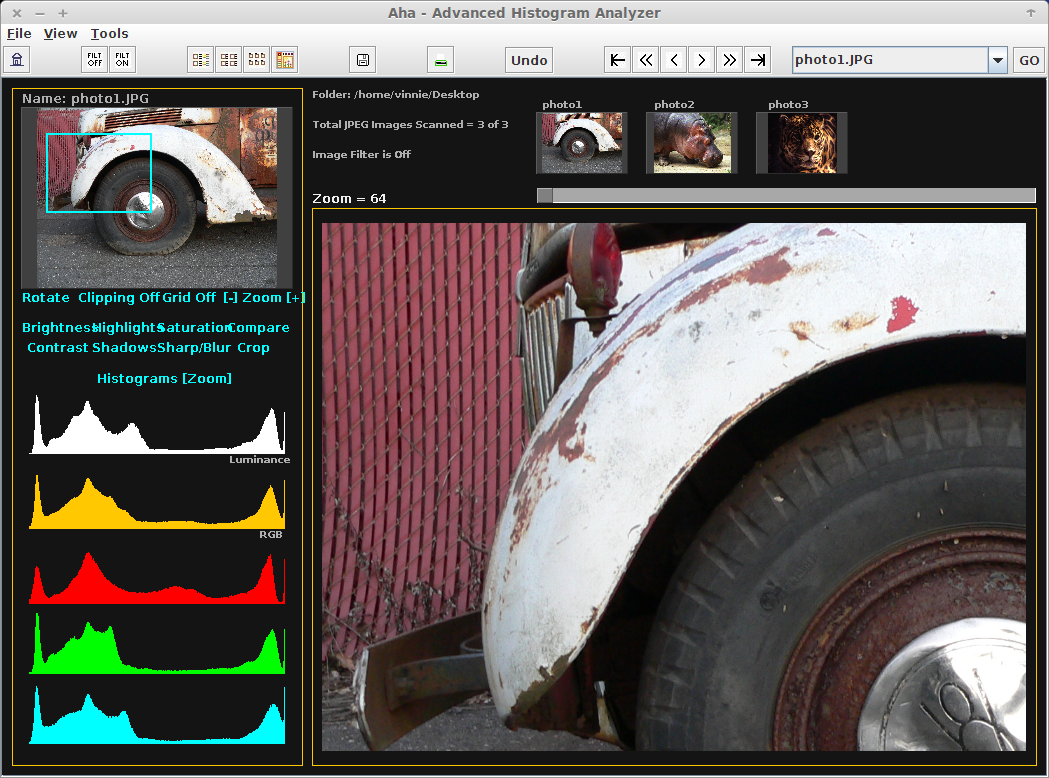 Aha - Advanced Histogram Analyzer
File View Tools
FILT OFF FILT ON Undo photo1.JPG GO
Name: photo1.JPG
Folder: /home/vinnie/Desktop
photo1 photo2 photo3
Total JPEG Images Scanned = 3 of 3
Image Filter is Off
Zoom = 64
Rotate Clipping Off Grid Off [-] Zoom [+]
Brightness Highlights Saturation Compare
Contrast Shadows Sharp/Blur Crop
Histograms [Zoom]
Luminance
RGB
V8